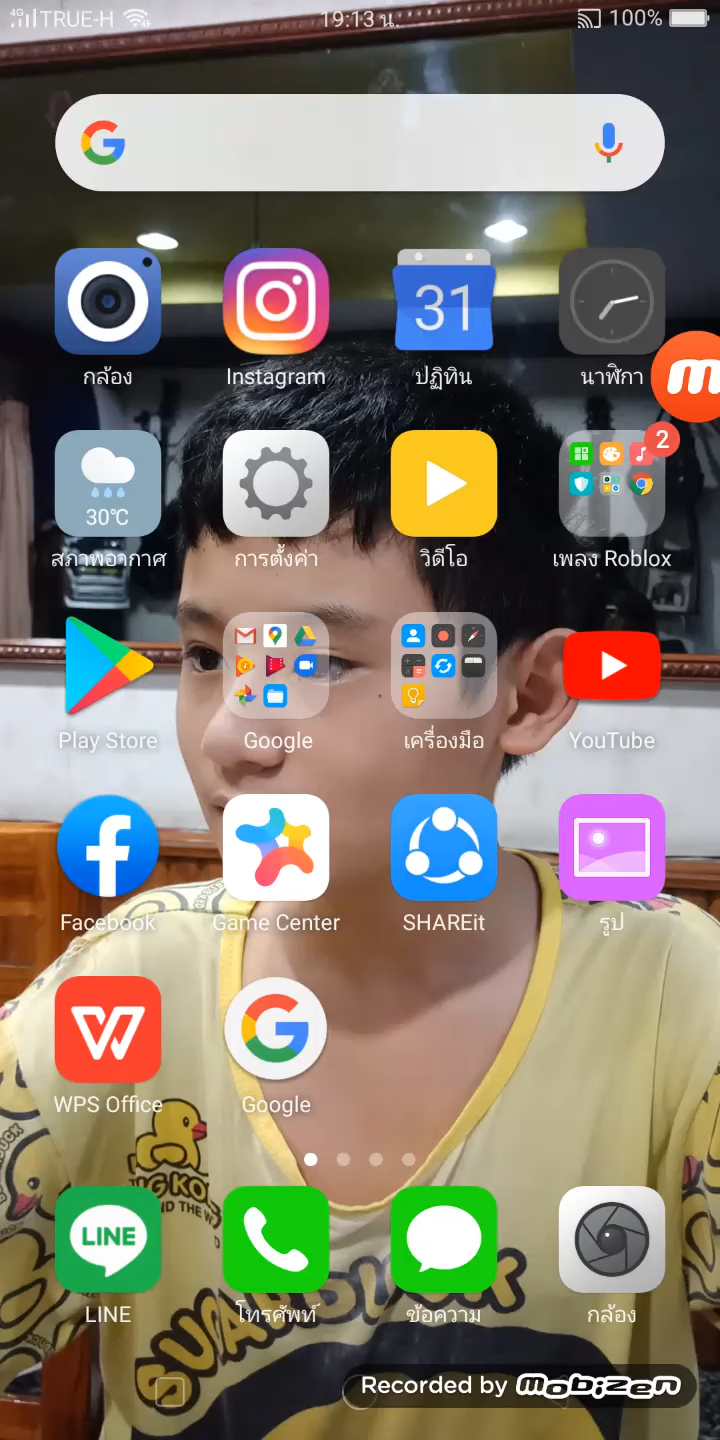 4G TRUE-H 19:13 น. 100%
กล้อง Instagram 31 ปฏิทิน นาฬิกา
m
30℃ 2
สภาพอากาศ การตั้งค่า วิดีโอ เพลง Roblox
Play Store Google เครื่องมือ YouTube
Facebook Game Center SHAREit รูป
WPS Office Google
LINE
LINE โทรศัพท์ ข้อความ กล้อง
Recorded by mobizen